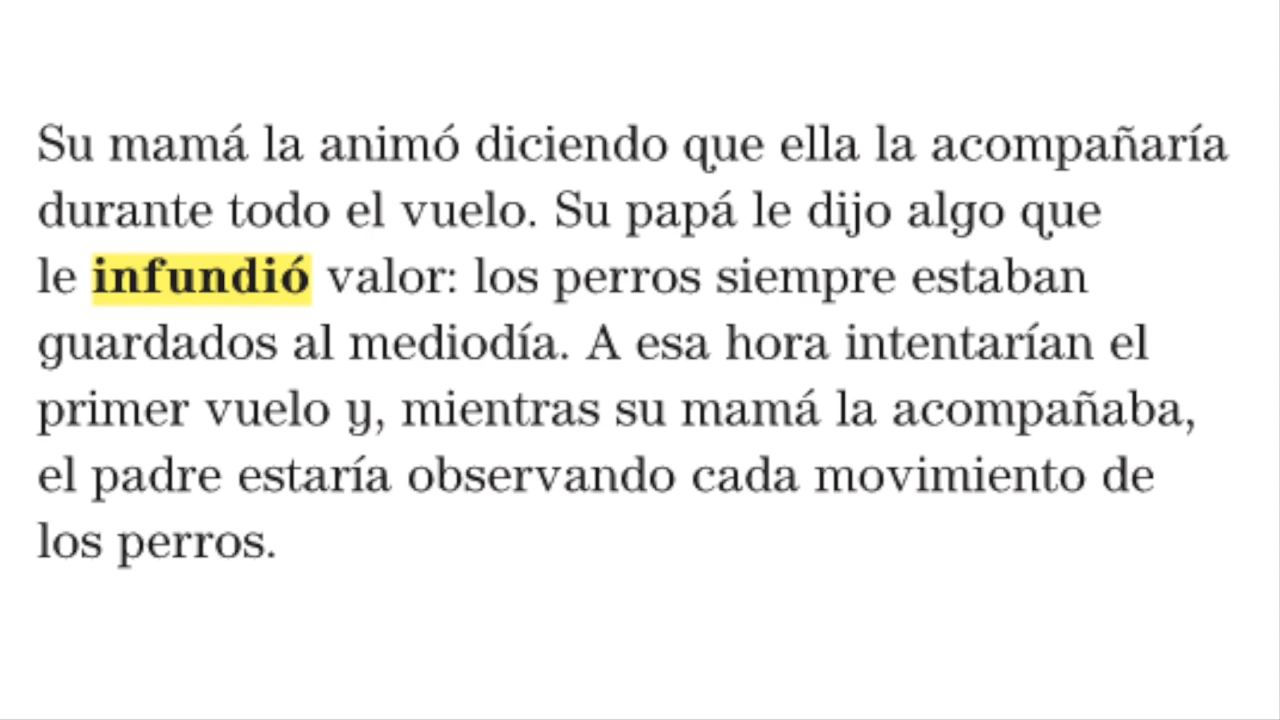 Su mamá la animó diciendo que ella la acompañaría
durante todo el vuelo. Su papá le dijo algo que
le infundió valor: los perros siempre estaban
guardados al mediodía. A esa hora intentarían el
primer vuelo y, mientras su mamá la acompañaba,
el padre estaría observando cada movimiento de
los perros.